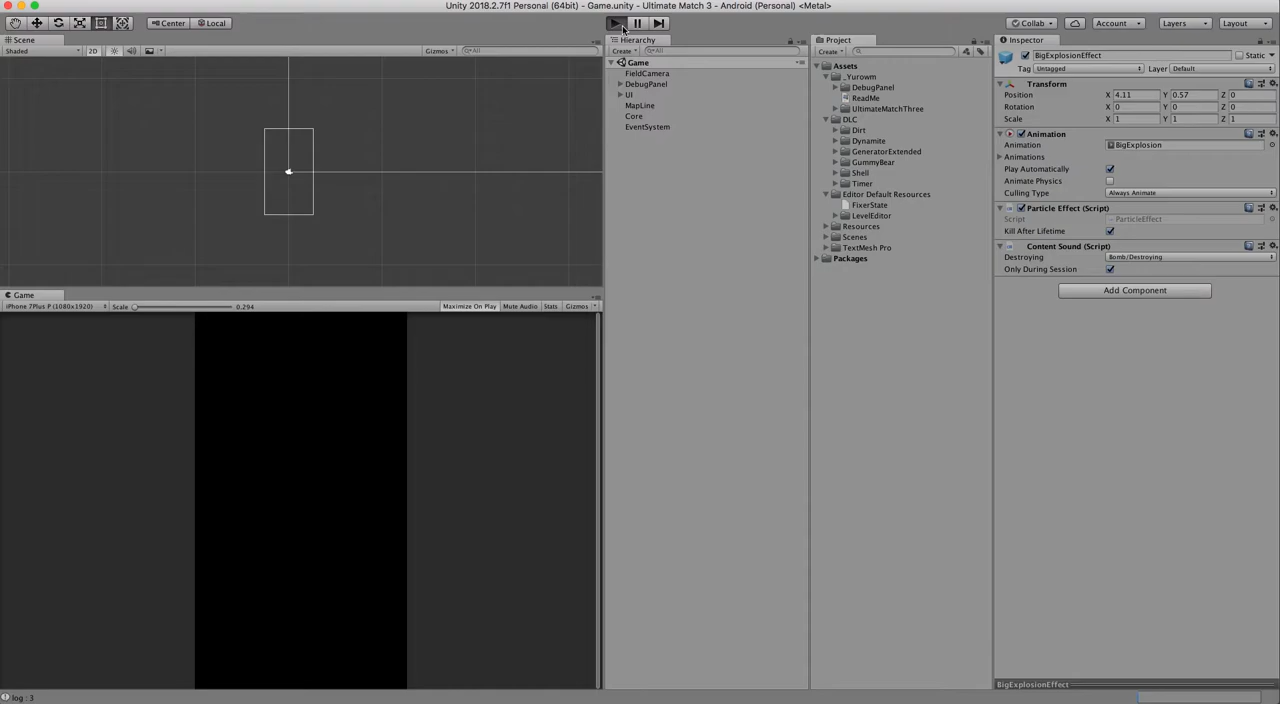 Unity 2018.2.7f1 Personal (64bit) - Game.unity - Ultimate Match 3 - Android (Personal) <Metal>
Center Local Collab Account Layers Layout
Scene
Shaded 2D Gizmos All
Game
iPhone 7Plus P (1080x1920) Scale 0.294 Maximize On Play Mute Audio Stats Gizmos
log : 3
Hierarchy
Create All
Game
FieldCamera
DebugPanel
UI
MapLine
Core
EventSystem
Project
Create
Assets
_Yurowm
DebugPanel
ReadMe
UltimateMatchThree
DLC
Dirt
Dynamite
GeneratorExtended
GummyBear
Shell
Timer
Editor Default Resources
FixerState
LevelEditor
Resources
Scenes
TextMesh Pro
Packages
Inspector
BigExplosionEffect Static
Tag Untagged Layer Default
Transform
Position X 4.11 Y 0.57 Z 0
Rotation X 0 Y 0 Z 0
Scale X 1 Y 1 Z 1
Animation
Animation BigExplosion
Animations
Play Automatically
Animate Physics
Culling Type Always Animate
Particle Effect (Script)
Script ParticleEffect
Kill After Lifetime
Content Sound (Script)
Destroying Bomb/Destroying
Only During Session
Add Component
BigExplosionEffect